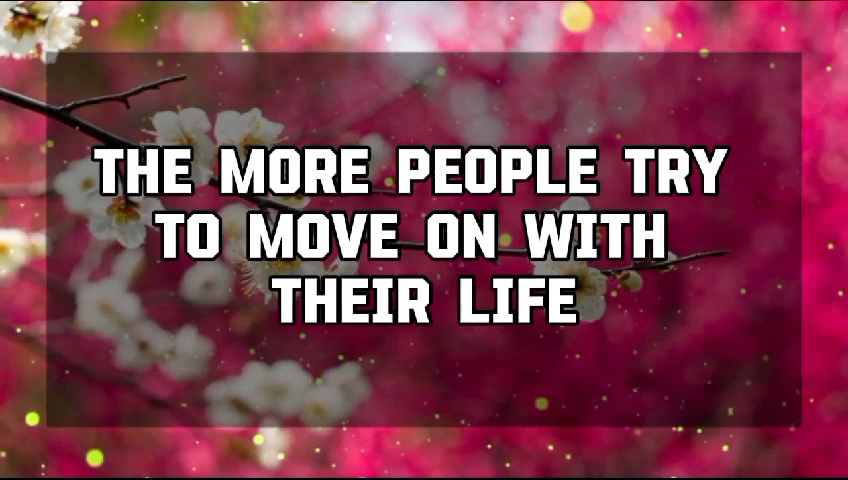 THE MORE PEOPLE TRY
TO MOVE ON WITH
THEIR LIFE